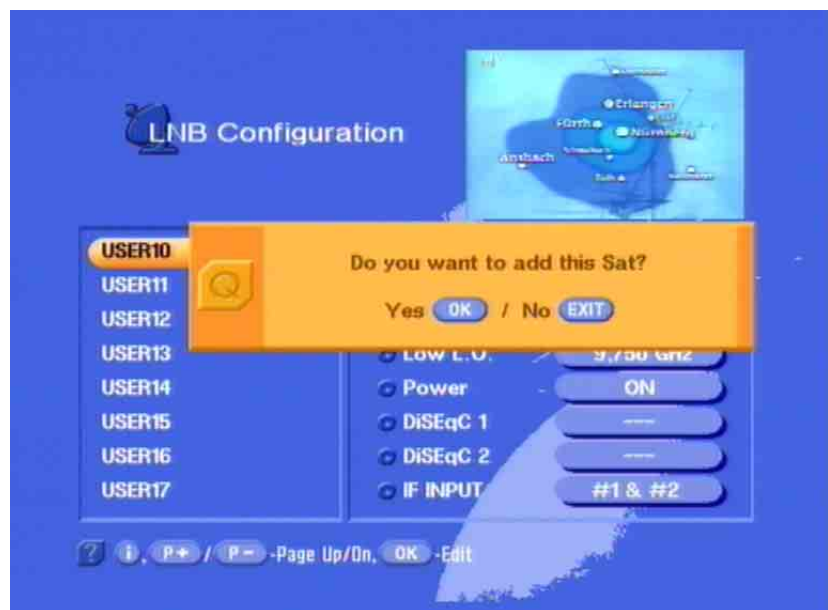 LNB Configuration
Erlangen
Fürth
Nürnberg
Ansbach
USER10
USER11
USER12
USER13
USER14
USER15
USER16
USER17
Q
Do you want to add this Sat?
Yes OK / No EXIT
Low L.O. 9,750 GHz
Power ON
DiSEqC 1 ---
DiSEqC 2 ---
IF INPUT #1 & #2
? i, P+ / P- -Page Up/Dn, OK -Edit